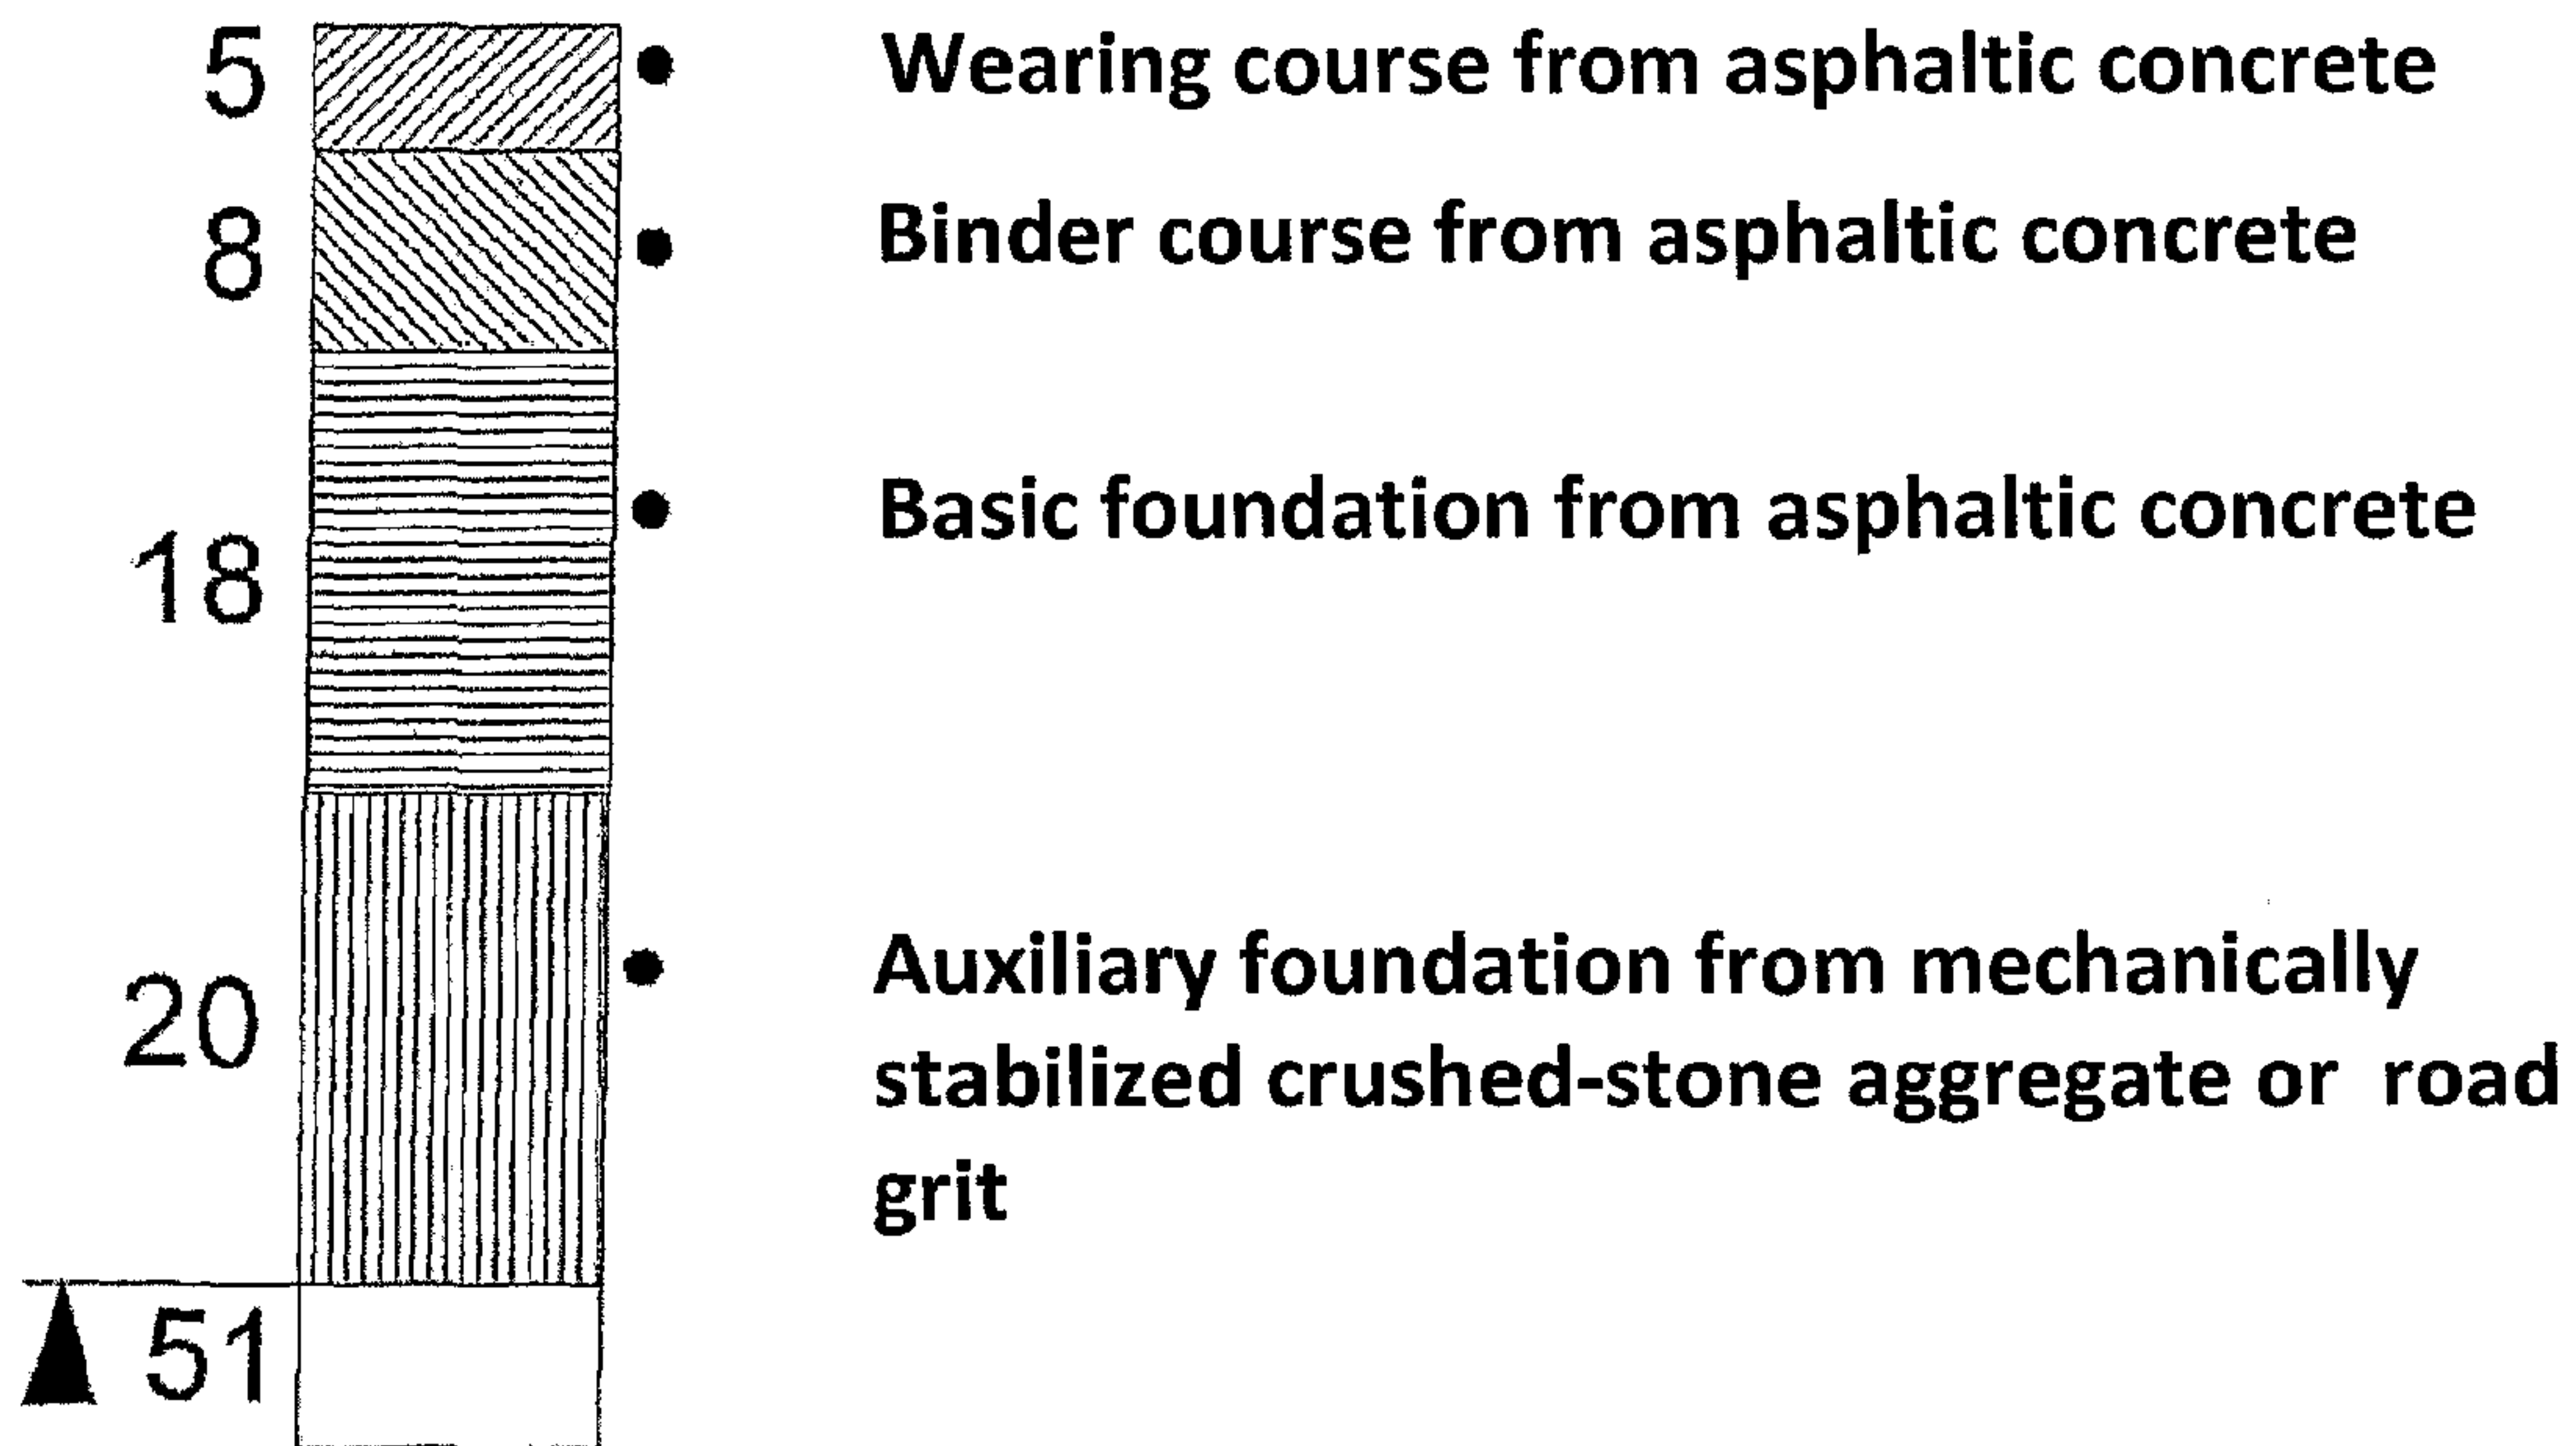 5 Wearing course from asphaltic concrete
8 Binder course from asphaltic concrete
18 Basic foundation from asphaltic concrete
20 Auxiliary foundation from mechanically
stabilized crushed-stone aggregate or road
grit
51